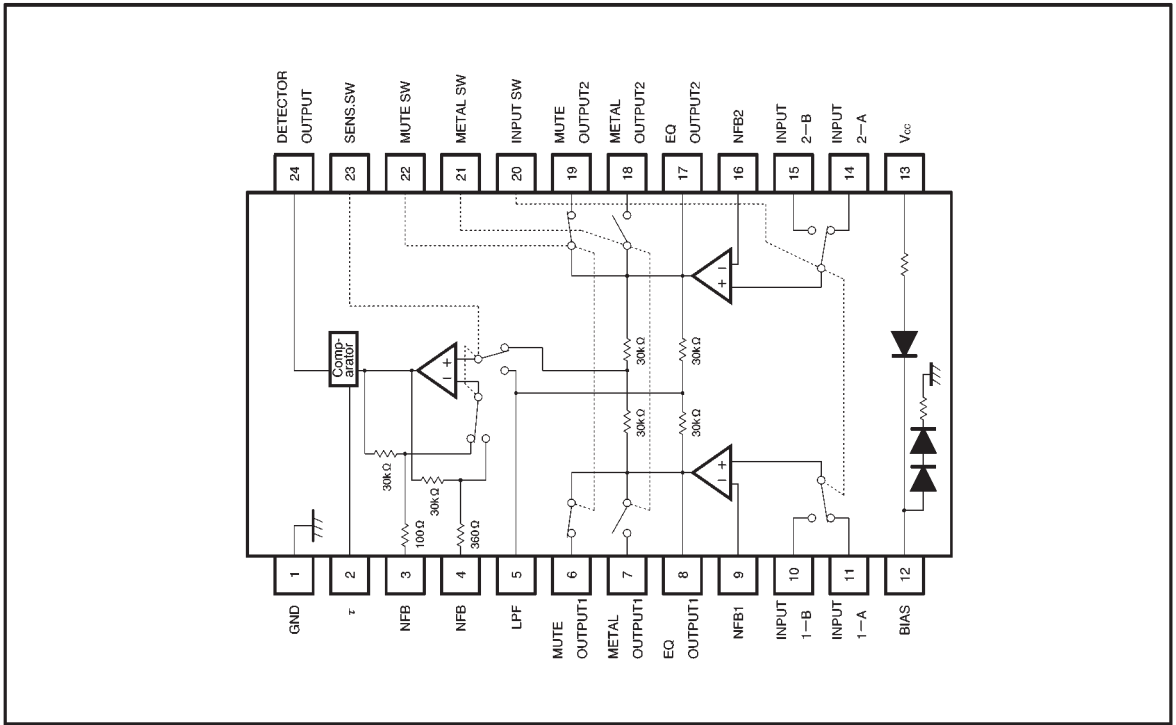 DETECTOR
OUTPUT
SENS.SW
MUTE SW
METAL SW
INPUT SW
MUTE
OUTPUT2
METAL
OUTPUT2
EQ
OUTPUT2
NFB2
INPUT
2–B
INPUT
2–A
Vcc
24
23
22
21
20
19
18
17
16
15
14
13
Comp-
arator
+
−
−
+
30kΩ
30kΩ
30kΩ
30kΩ
+
−
30kΩ
30kΩ
100Ω
360Ω
1
2
3
4
5
6
7
8
9
10
11
12
GND
τ
NFB
NFB
LPF
MUTE
OUTPUT1
METAL
OUTPUT1
EQ
OUTPUT1
NFB1
INPUT
1–B
INPUT
1–A
BIAS